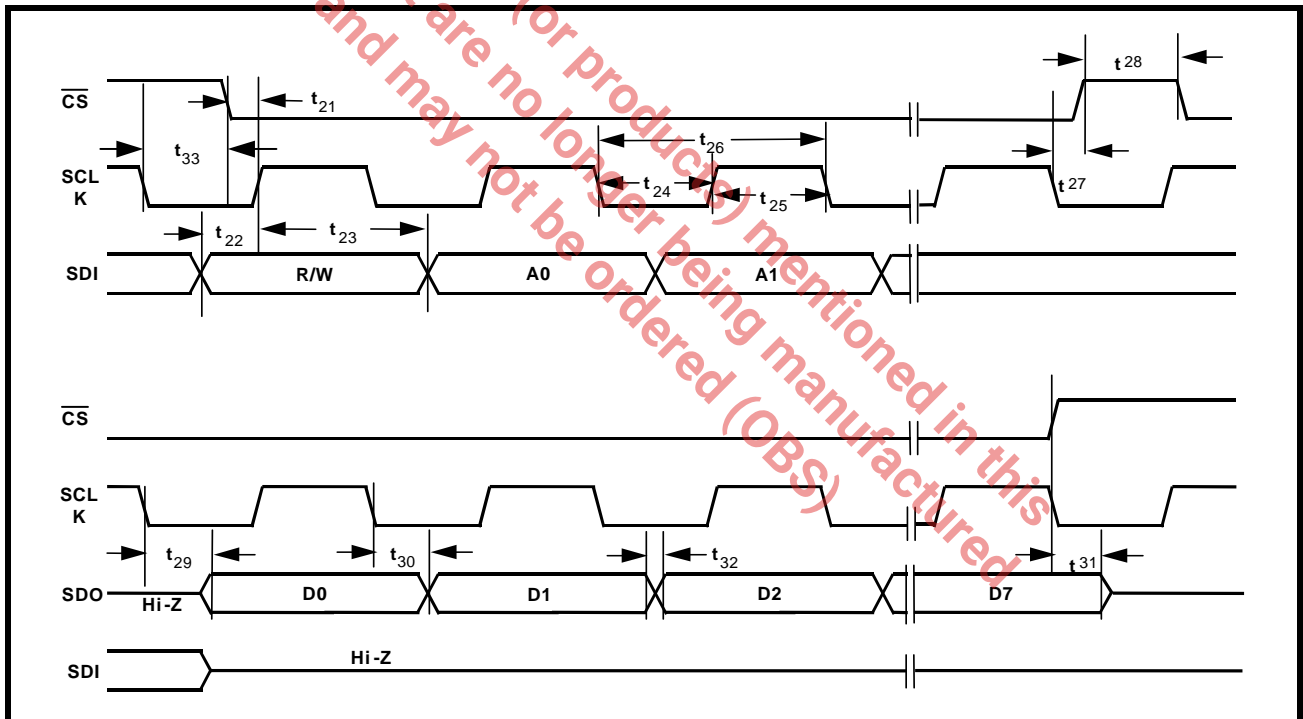 (or products) mentioned in this
are no longer being manufactured
and may not be ordered (OBS)
CS
t21
t28
t33
t26
SCL
K
t24
t25
t27
t22
t23
SDI
R/W
A0
A1
CS
SCL
K
t29
t30
t32
t31
SDO
Hi-Z
D0
D1
D2
D7
SDI
Hi-Z